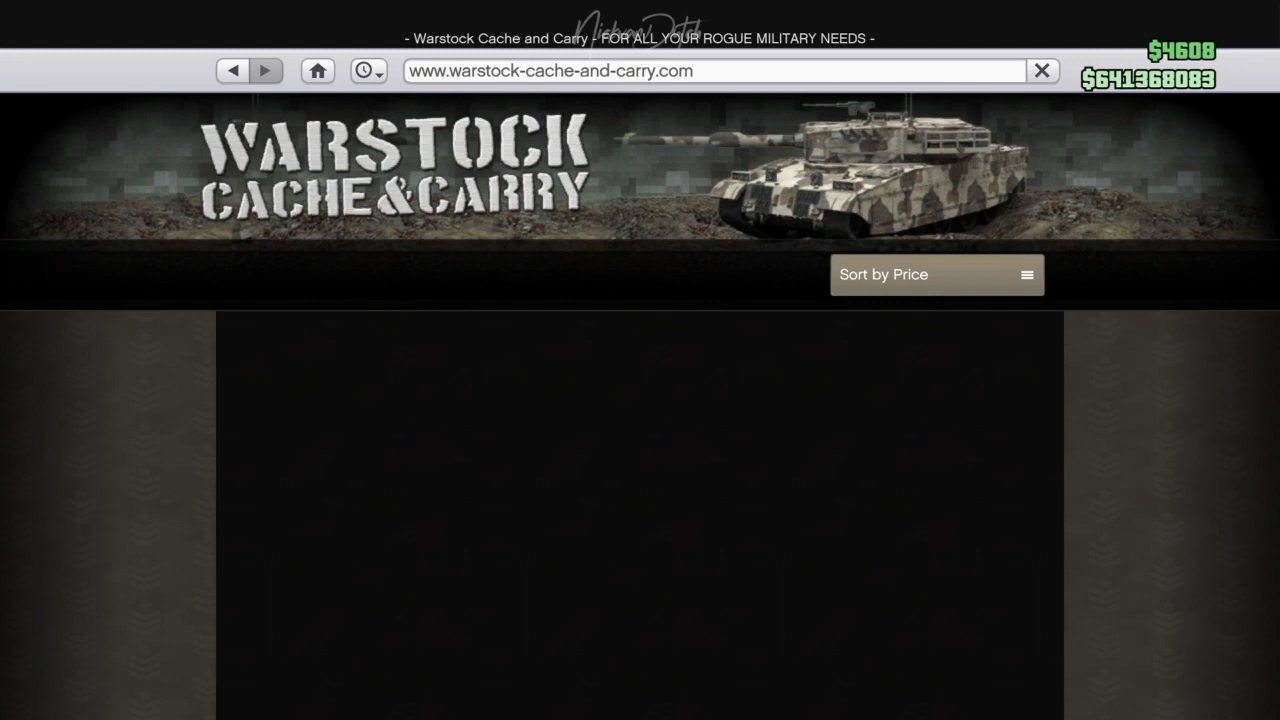 - Warstock Cache and Carry - FOR ALL YOUR ROGUE MILITARY NEEDS -
$4608
www.warstock-cache-and-carry.com
$641368083
WARSTOCK
CACHE & CARRY
Sort by Price